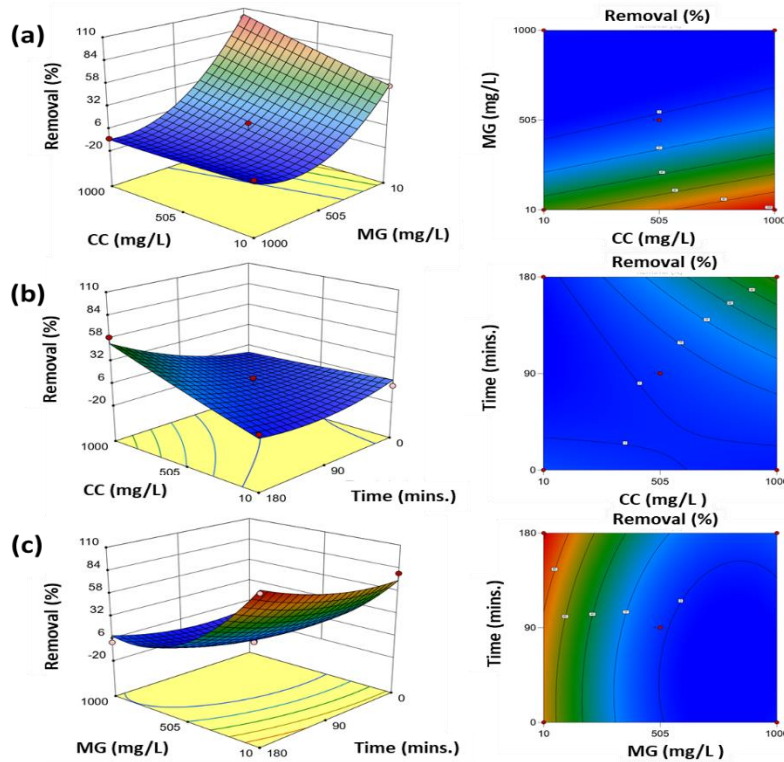 (a)
110
84
58
32
6
-20
Removal (%)
1000
505
10
CC (mg/L)
1000
505
10
MG (mg/L)
Removal (%)
1000
505
10
MG (mg/L)
10
505
1000
CC (mg/L)
(b)
110
84
58
32
6
-20
Removal (%)
1000
505
10
CC (mg/L)
180
90
0
Time (mins.)
Removal (%)
180
90
0
Time (mins.)
10
505
1000
CC (mg/L )
(c)
110
84
58
32
6
-20
Removal (%)
1000
505
10
MG (mg/L)
180
90
0
Time (mins.)
Removal (%)
180
90
0
Time (mins.)
10
505
1000
MG (mg/L )